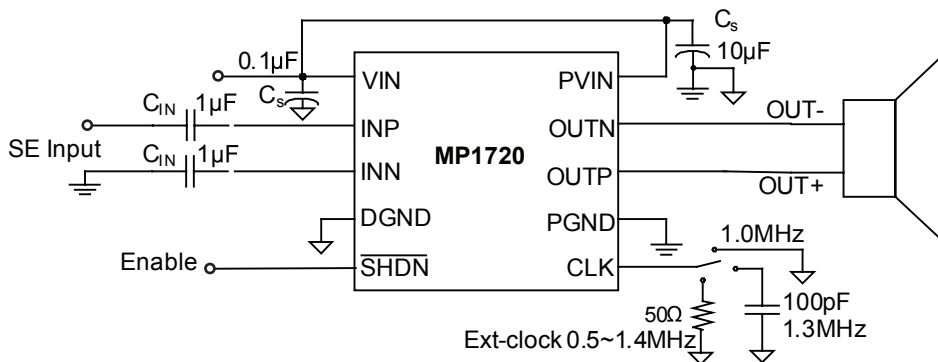 Cs
10µF
0.1µF
VIN
PVIN
Cs
CIN 1µF
INP
OUTN
OUT-
SE Input
MP1720
CIN 1µF
INN
OUTP
OUT+
DGND
PGND
1.0MHz
Enable
SHDN
CLK
100pF
50Ω
1.3MHz
Ext-clock 0.5~1.4MHz